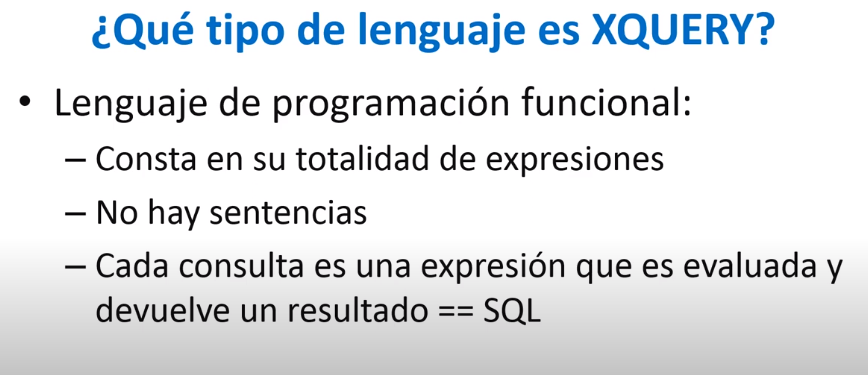 ¿Qué tipo de lenguaje es XQUERY?
• Lenguaje de programación funcional:
– Consta en su totalidad de expresiones
– No hay sentencias
– Cada consulta es una expresión que es evaluada y
devuelve un resultado == SQL